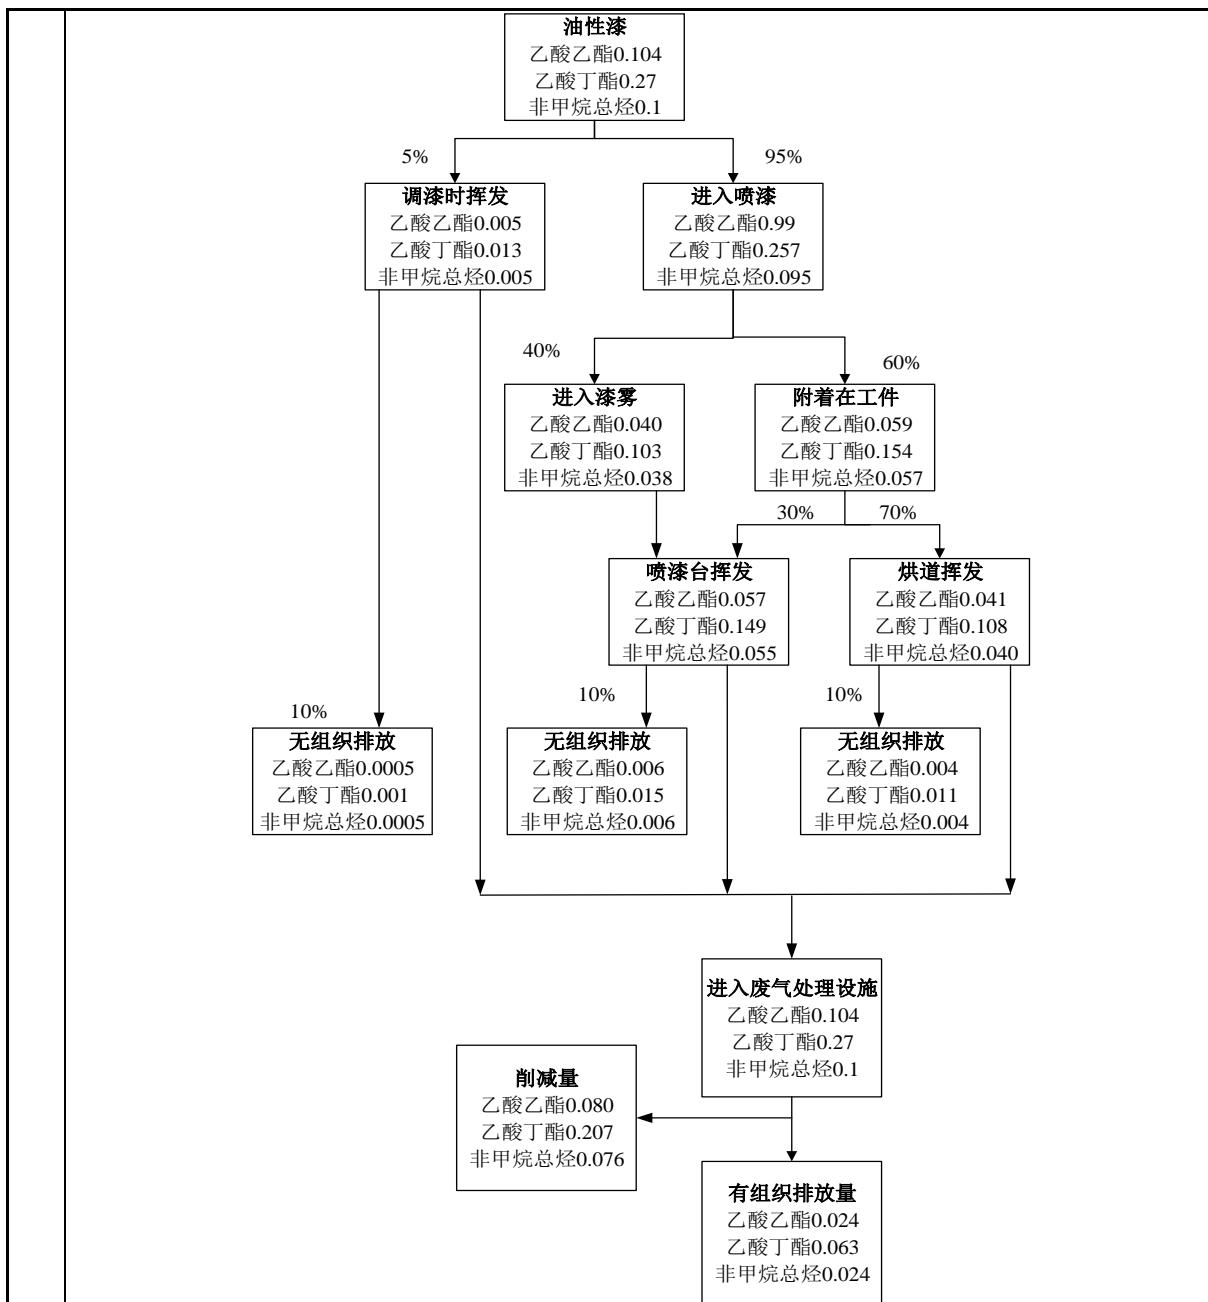 油性漆
乙酸乙酯0.104
乙酸丁酯0.27
非甲烷总烃0.1
5%
95%
调漆时挥发
乙酸乙酯0.005
乙酸丁酯0.013
非甲烷总烃0.005
进入喷漆
乙酸乙酯0.99
乙酸丁酯0.257
非甲烷总烃0.095
40%
60%
进入漆雾
乙酸乙酯0.040
乙酸丁酯0.103
非甲烷总烃0.038
附着在工件
乙酸乙酯0.059
乙酸丁酯0.154
非甲烷总烃0.057
30%
70%
喷漆台挥发
乙酸乙酯0.057
乙酸丁酯0.149
非甲烷总烃0.055
烘道挥发
乙酸乙酯0.041
乙酸丁酯0.108
非甲烷总烃0.040
10%
10%
10%
无组织排放
乙酸乙酯0.0005
乙酸丁酯0.001
非甲烷总烃0.0005
无组织排放
乙酸乙酯0.006
乙酸丁酯0.015
非甲烷总烃0.006
无组织排放
乙酸乙酯0.004
乙酸丁酯0.011
非甲烷总烃0.004
进入废气处理设施
乙酸乙酯0.104
乙酸丁酯0.27
非甲烷总烃0.1
削减量
乙酸乙酯0.080
乙酸丁酯0.207
非甲烷总烃0.076
有组织排放量
乙酸乙酯0.024
乙酸丁酯0.063
非甲烷总烃0.024